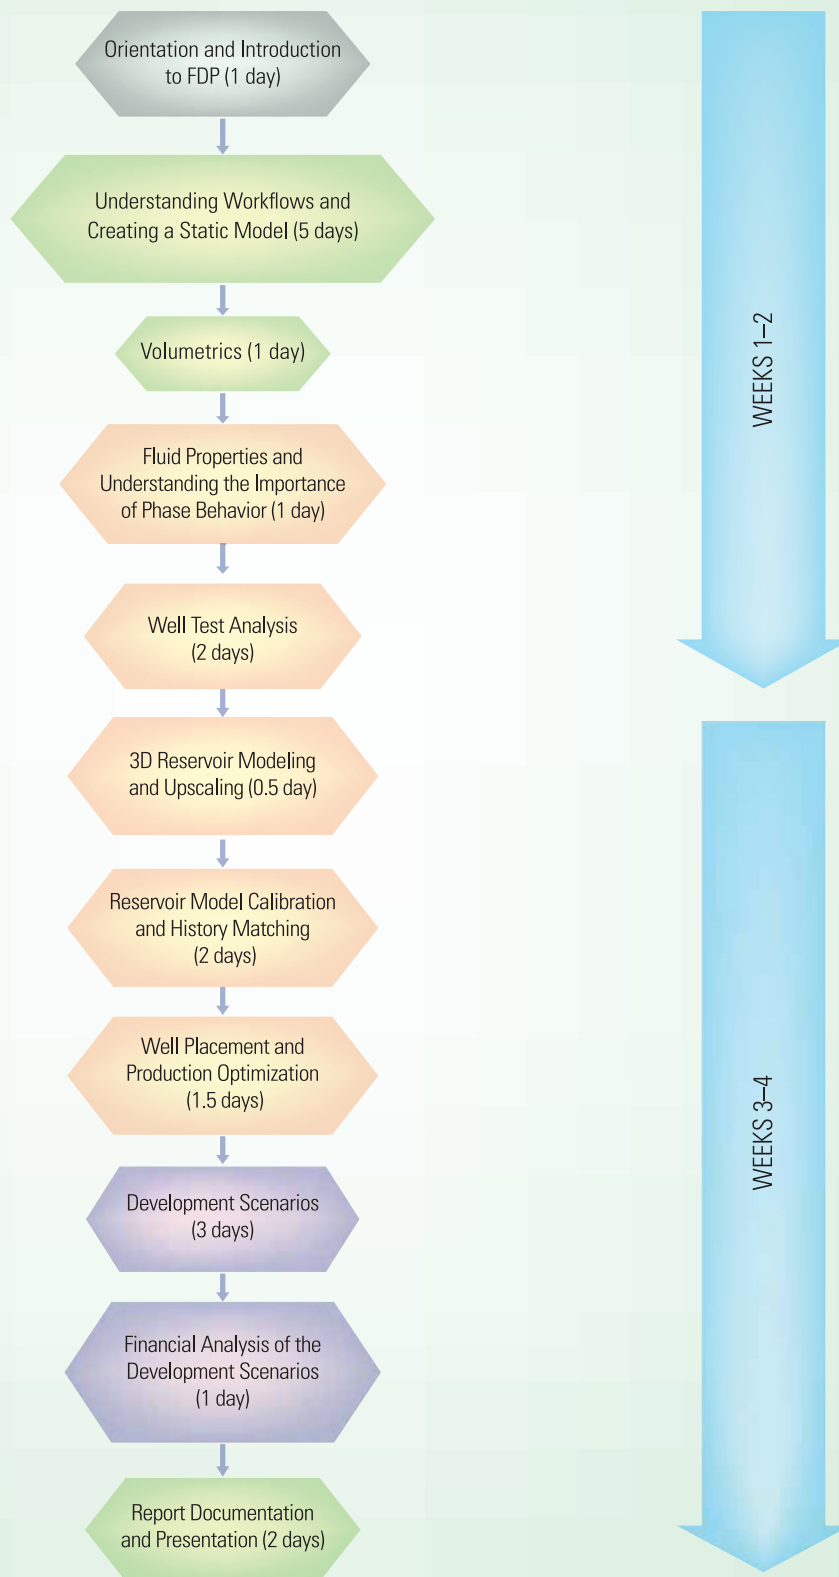 Orientation and Introduction
to FDP (1 day)
Understanding Workflows and
Creating a Static Model (5 days)
Volumetrics (1 day)
Fluid Properties and
Understanding the Importance
of Phase Behavior (1 day)
Well Test Analysis
(2 days)
WEEKS 1–2
3D Reservoir Modeling
and Upscaling (0.5 day)
Reservoir Model Calibration
and History Matching
(2 days)
Well Placement and
Production Optimization
(1.5 days)
Development Scenarios
(3 days)
Financial Analysis of the
Development Scenarios
(1 day)
Report Documentation
and Presentation (2 days)
WEEKS 3–4